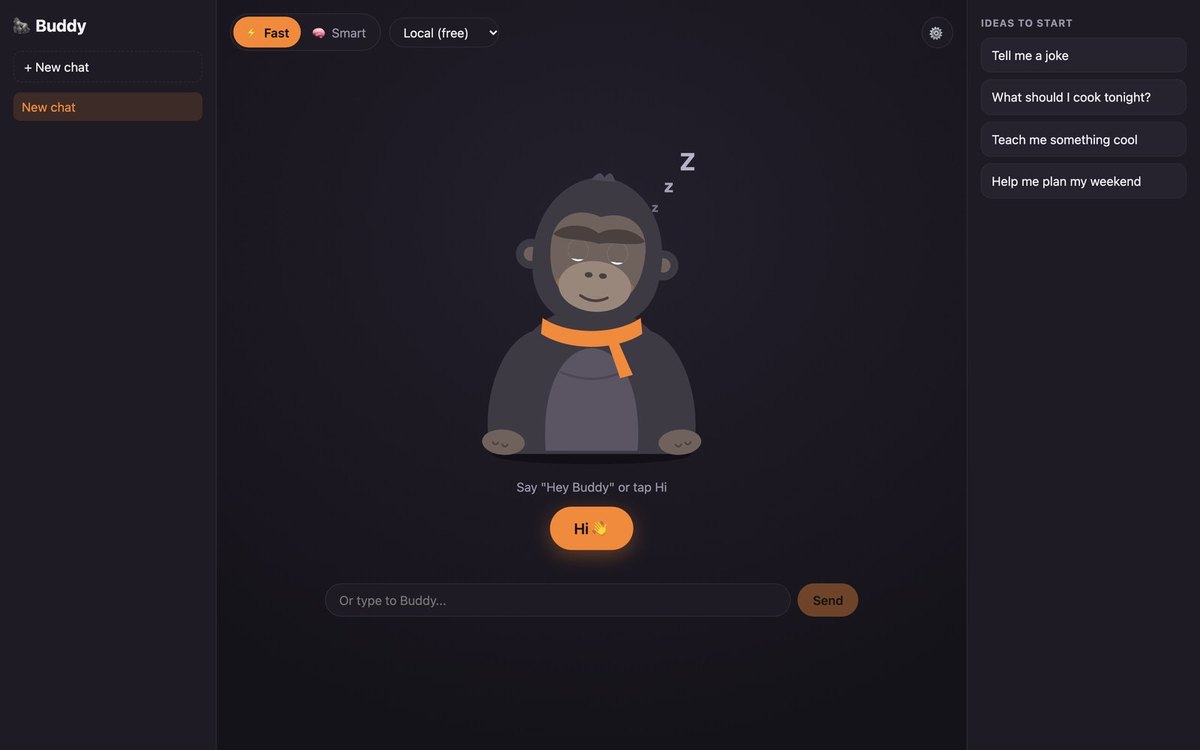 Buddy
+ New chat
New chat
Fast
Smart
Local (free)
z
z
z
Say "Hey Buddy" or tap Hi
Hi 👋
Or type to Buddy...
Send
IDEAS TO START
Tell me a joke
What should I cook tonight?
Teach me something cool
Help me plan my weekend